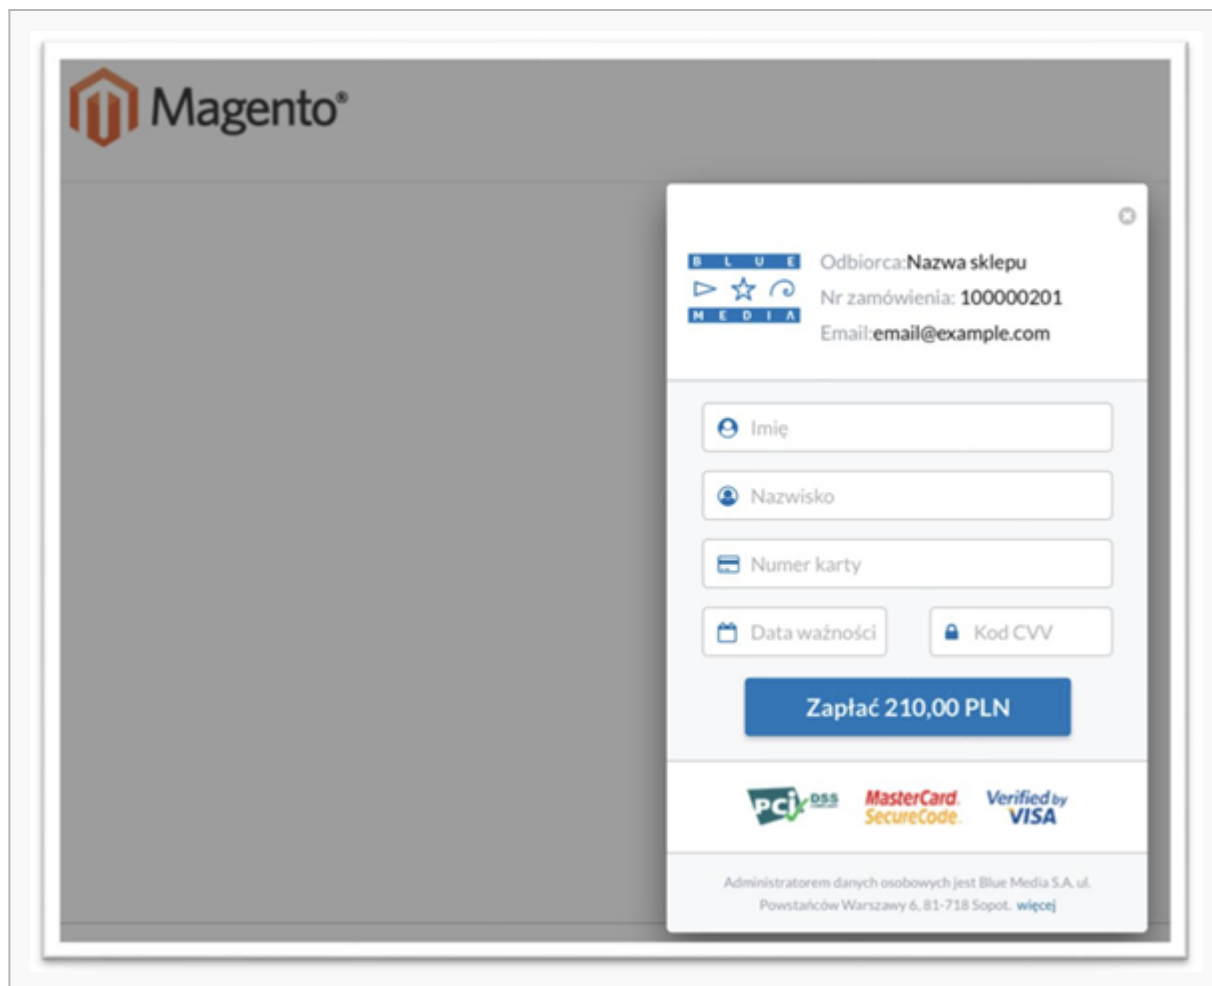 Magento®
BLUE
MEDIA
Odbiorca:Nazwa sklepu
Nr zamówienia: 100000201
Email:email@example.com
Imię
Nazwisko
Numer karty
Data ważności
Kod CVV
Zapłać 210,00 PLN
PCI DSS
MasterCard.
SecureCode.
Verified by
VISA
Administratorem danych osobowych jest Blue Media S.A. ul.
Powstańców Warszawy 6, 81-718 Sopot. więcej